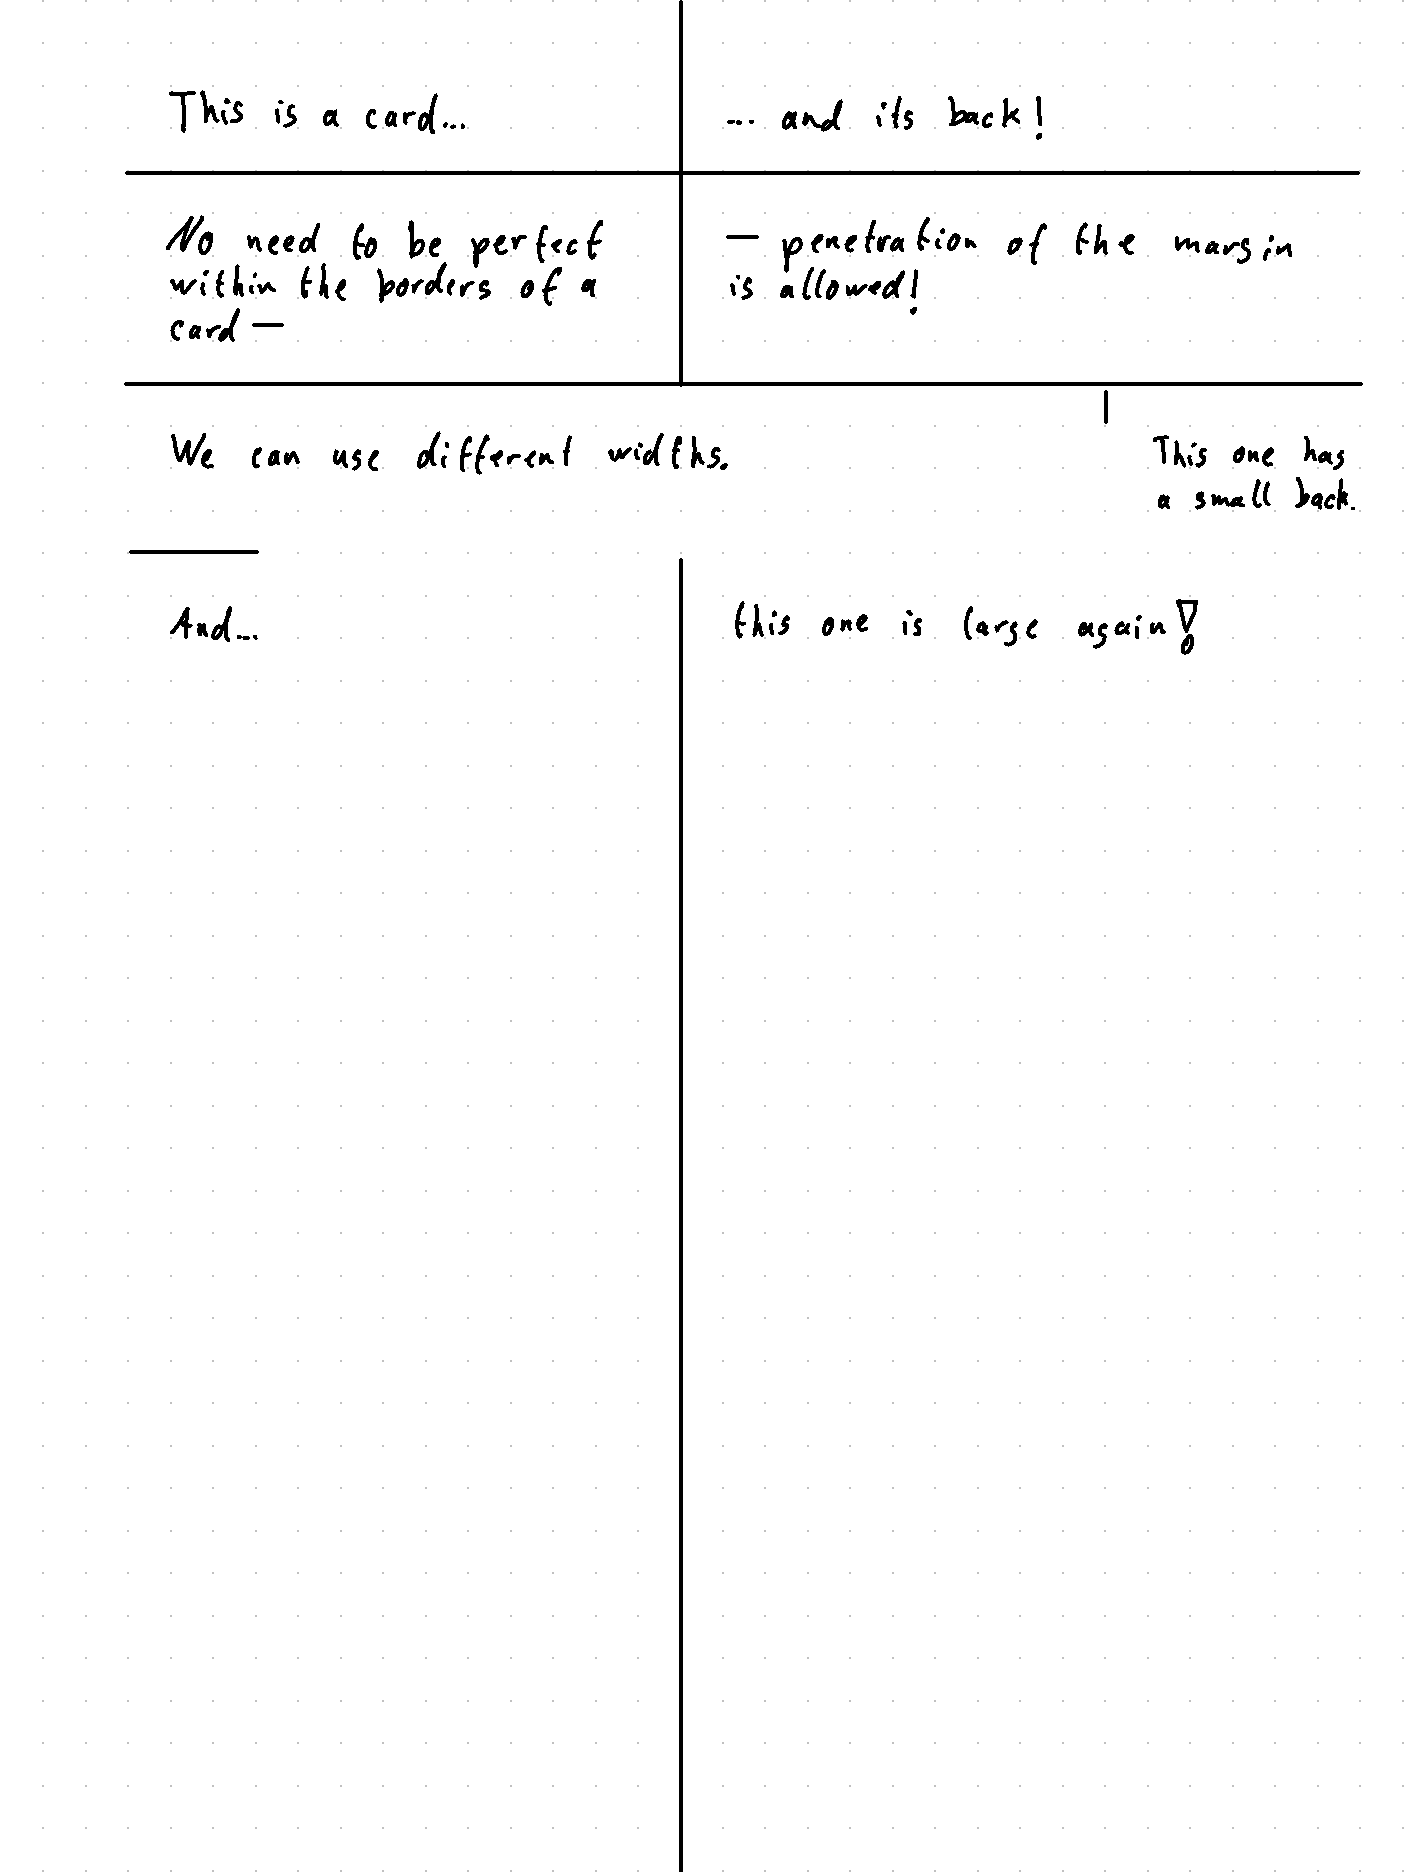 This is a card...
... and its back!
No need to be perfect
within the borders of a
card —
— penetration of the margin
is allowed!
We can use different widths.
This one has
a small back.
And...
this one is large again!